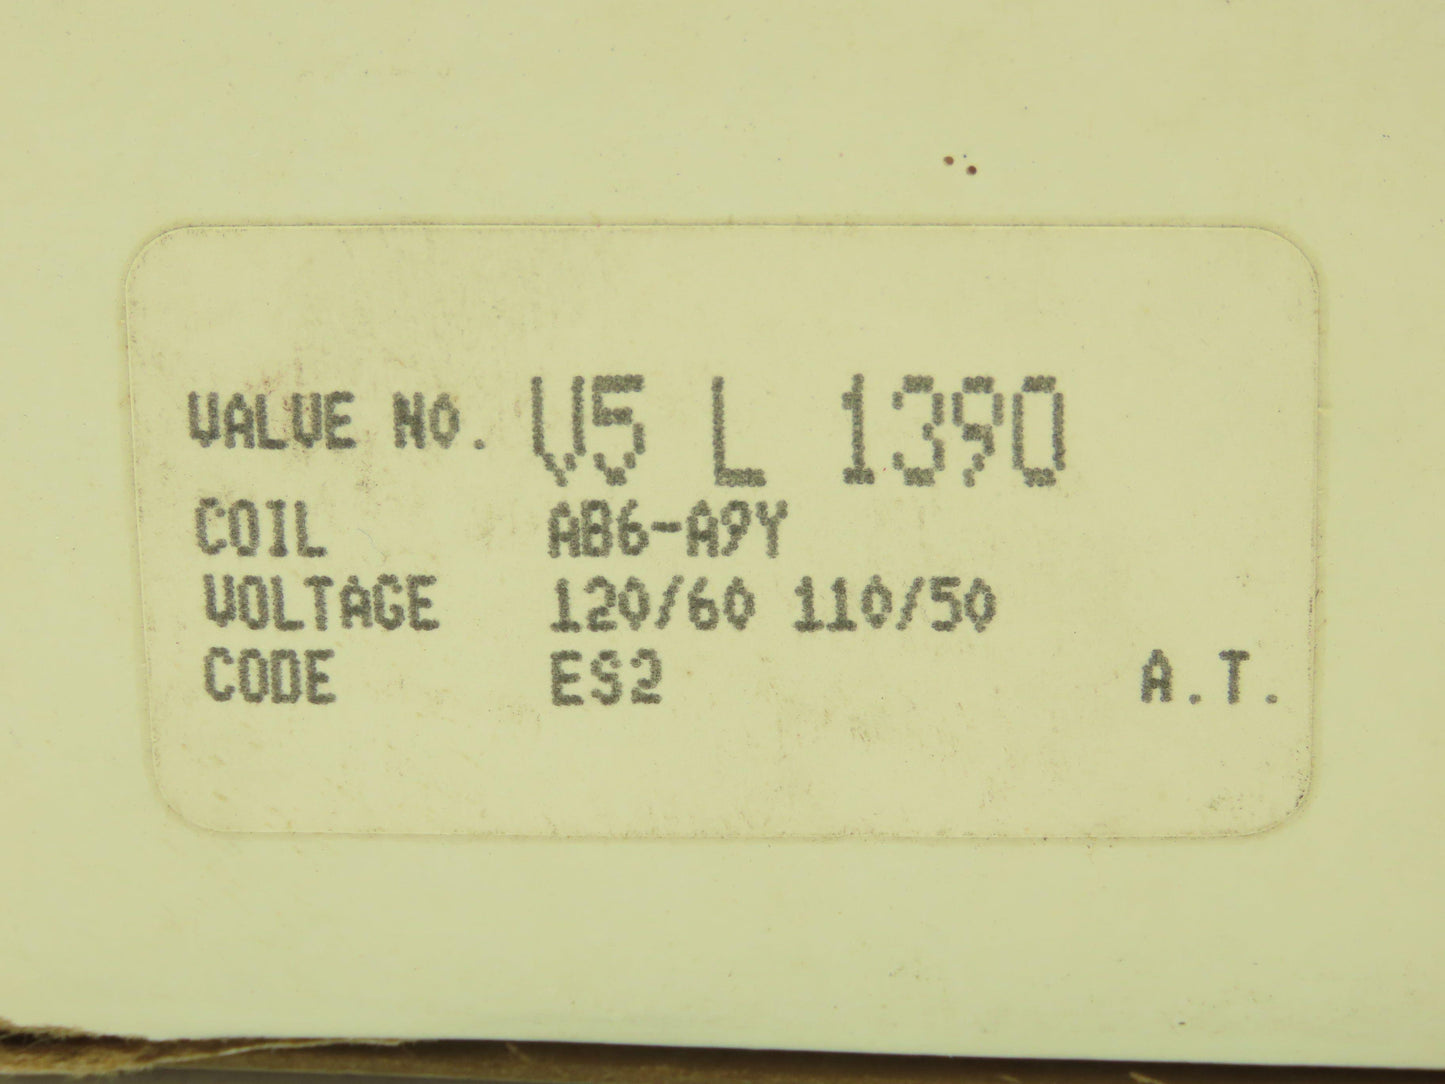 VALVE NO. V5 L 1390
COIL AB6-A9Y
VOLTAGE 120/60 110/50
CODE ES2 A.T.